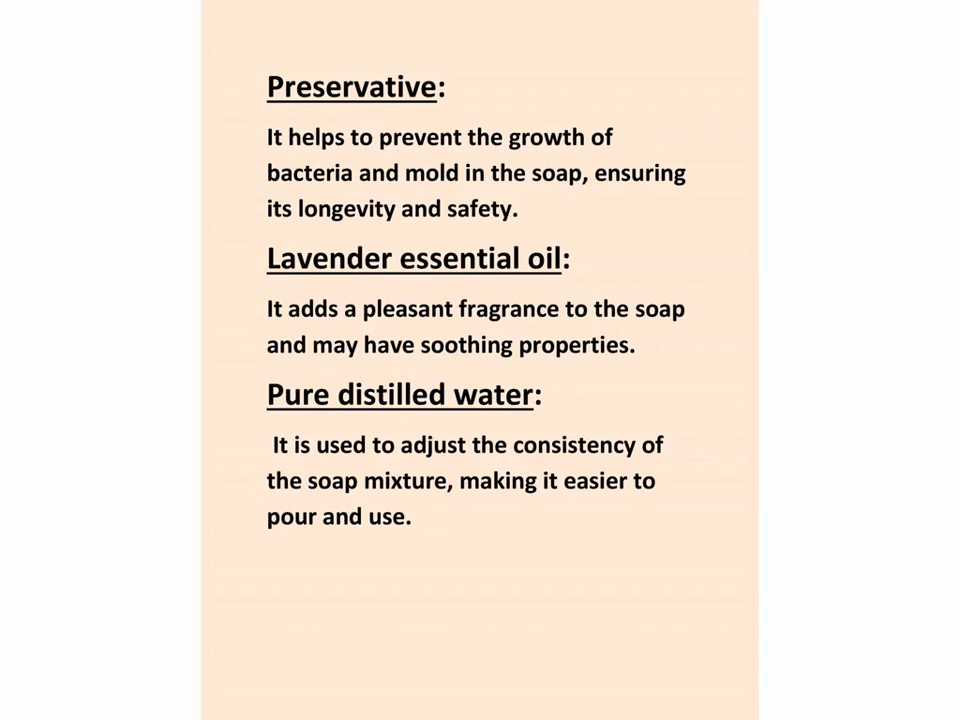 Preservative:
It helps to prevent the growth of
bacteria and mold in the soap, ensuring
its longevity and safety.
Lavender essential oil:
It adds a pleasant fragrance to the soap
and may have soothing properties.
Pure distilled water:
It is used to adjust the consistency of
the soap mixture, making it easier to
pour and use.